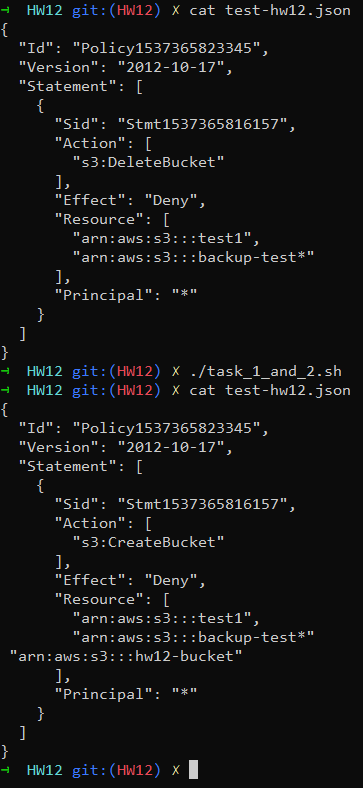 → HW12 git:(HW12) ✗ cat test-hw12.json
{
  "Id": "Policy1537365823345",
  "Version": "2012-10-17",
  "Statement": [
    {
      "Sid": "Stmt1537365816157",
      "Action": [
        "s3:DeleteBucket"
      ],
      "Effect": "Deny",
      "Resource": [
        "arn:aws:s3:::test1",
        "arn:aws:s3:::backup-test*"
      ],
      "Principal": "*"
    }
  ]
}
→ HW12 git:(HW12) ✗ ./task_1_and_2.sh
→ HW12 git:(HW12) ✗ cat test-hw12.json
{
  "Id": "Policy1537365823345",
  "Version": "2012-10-17",
  "Statement": [
    {
      "Sid": "Stmt1537365816157",
      "Action": [
        "s3:CreateBucket"
      ],
      "Effect": "Deny",
      "Resource": [
        "arn:aws:s3:::test1",
        "arn:aws:s3:::backup-test*"
 "arn:aws:s3:::hw12-bucket"
      ],
      "Principal": "*"
    }
  ]
}
→ HW12 git:(HW12) ✗